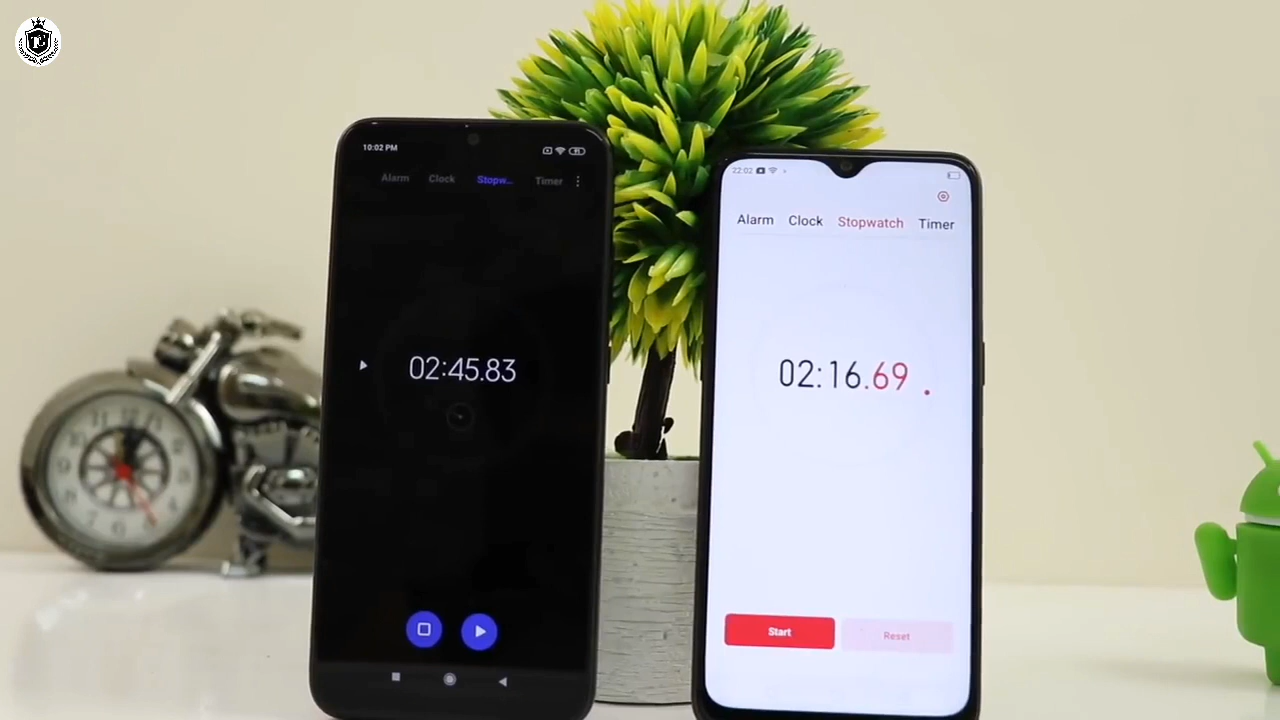 10:02 PM
Alarm Clock Stopw... Timer
02:45.83
22:02
Alarm Clock Stopwatch Timer
02:16.69
Start Reset